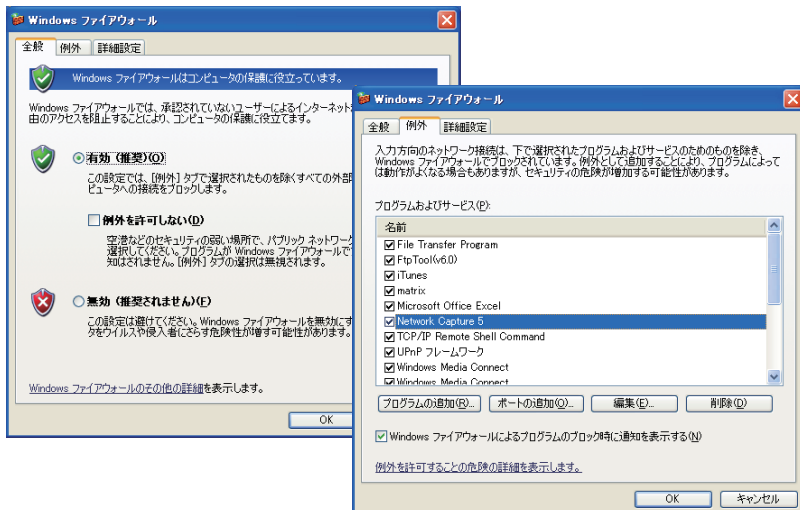 Windows ファイアウォール
全般 例外 詳細設定
Windows ファイアウォールはコンピュータの保護に役立っています。
Windows ファイアウォールでは、承認されていないユーザーによるインターネット
由のアクセスを阻止することにより、コンピュータの保護に役立てます。
有効 (推奨)(O)
この設定では、[例外] タブで選択されたものを除くすべての外部
ピュータへの接続をブロックします。
例外を許可しない(D)
空港などのセキュリティの弱い場所で、パブリック ネットワーク
選択してください。プログラムが Windows ファイアウォールで
知はされません。[例外] タブの選択は無視されます。
無効 (推奨されません)(F)
この設定は避けてください。Windows ファイアウォールを無効にす
タをウイルスや侵入者にさらす危険性が増す可能性があります。
Windows ファイアウォールのその他の詳細を表示します。
OK
Windows ファイアウォール
全般 例外 詳細設定
入力方向のネットワーク接続は、下で選択されたプログラムおよびサービスのためのものを除き、
Windows ファイアウォールでブロックされています。例外として追加することにより、プログラムによって
は動作がよくなる場合もありますが、セキュリティの危険が増加する可能性があります。
プログラムおよびサービス(P):
名前
File Transfer Program
FtpTool(v6.0)
iTunes
matrix
Microsoft Office Excel
Network Capture 5
TCP/IP Remote Shell Command
UPnP フレームワーク
Windows Media Connect
Windows Media Connect
プログラムの追加(R)... ポートの追加(O)... 編集(E)... 削除(D)
Windows ファイアウォールによるプログラムのブロック時に通知を表示する(N)
例外を許可することの危険の詳細を表示します。
OK キャンセル